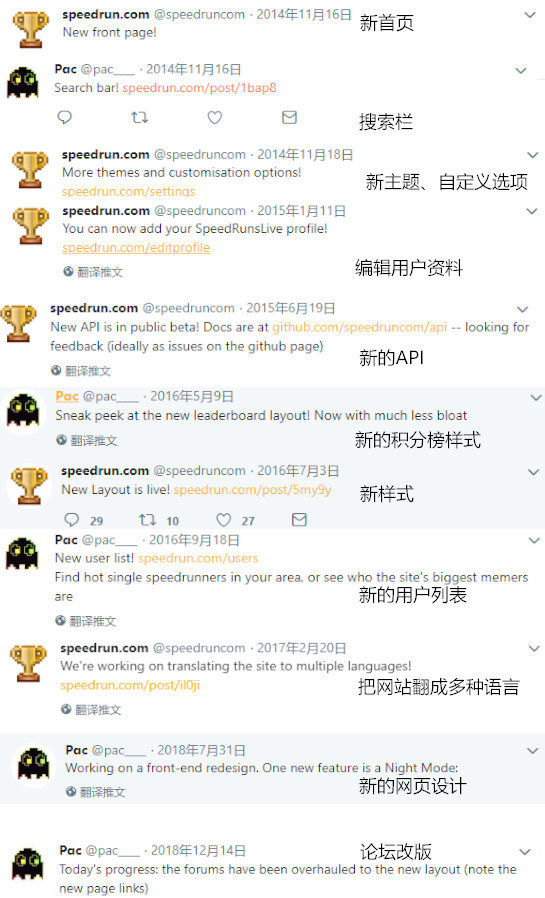 speedrun.com @speedruncom · 2014年11月16日
New front page!
新首页
Pac @pac____ · 2014年11月16日
Search bar! speedrun.com/post/1bap8
搜索栏
speedrun.com @speedruncom · 2014年11月18日
More themes and customisation options!
新主题、自定义选项
speedrun.com/settings
speedrun.com @speedruncom · 2015年1月11日
You can now add your SpeedRunsLive profile!
speedrun.com/editprofile
编辑用户资料
翻译推文
speedrun.com @speedruncom · 2015年6月19日
New API is in public beta! Docs are at github.com/speedruncom/api -- looking for
feedback (ideally as issues on the github page)
新的API
翻译推文
Pac @pac____ · 2016年5月9日
Sneak peek at the new leaderboard layout! Now with much less bloat
新的积分榜样式
翻译推文
speedrun.com @speedruncom · 2016年7月3日
New Layout is live! speedrun.com/post/5my9y
新样式
29 10 27
Pac @pac____ · 2016年9月18日
New user list! speedrun.com/users
Find hot single speedrunners in your area, or see who the site's biggest memers
are
新的用户列表
翻译推文
speedrun.com @speedruncom · 2017年2月20日
We're working on translating the site to multiple languages!
speedrun.com/post/il0ji
把网站翻成多种语言
翻译推文
Pac @pac____ · 2018年7月31日
Working on a front-end redesign. One new feature is a Night Mode:
新的网页设计
翻译推文
Pac @pac____ · 2018年12月14日
论坛改版
Today's progress: the forums have been overhauled to the new layout (note the
new page links)